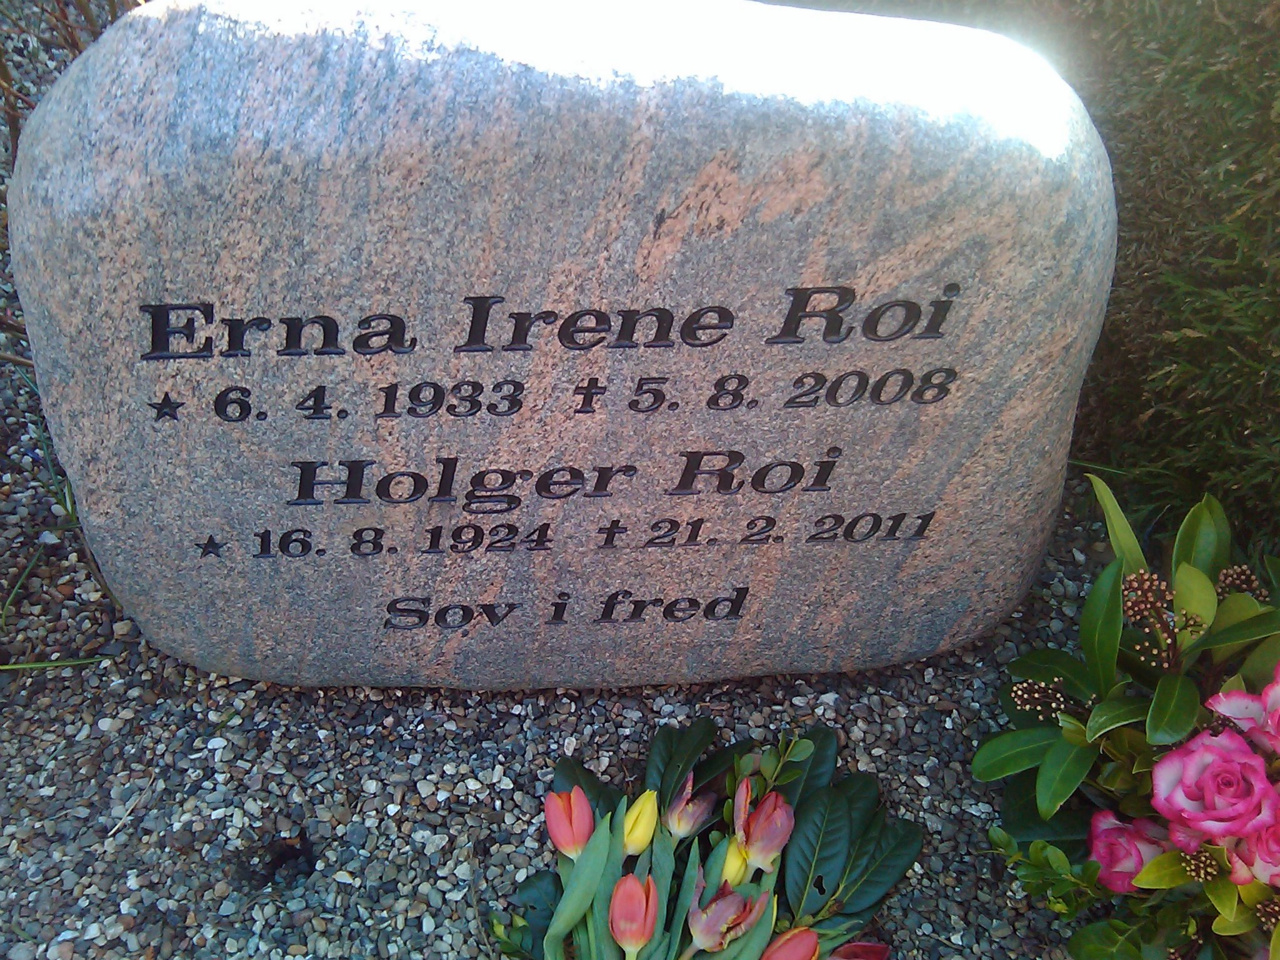 Erna Irene Roi
★ 6. 4. 1933 ✝ 5. 8. 2008
Holger Roi
★ 16. 8. 1924 ✝ 21. 2. 2011
Sov i fred